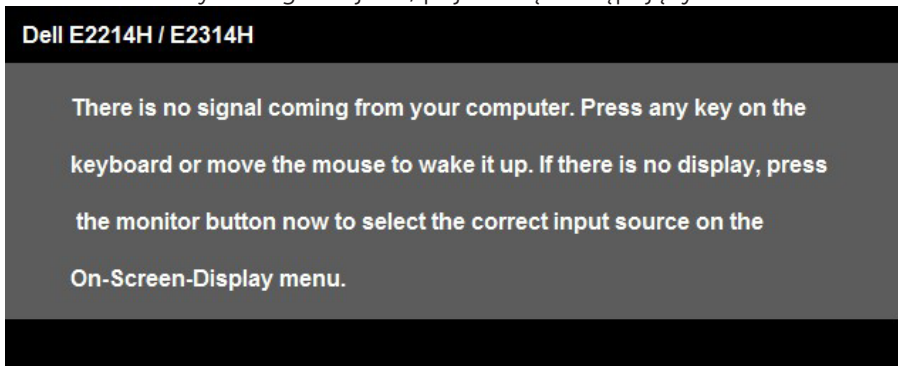 Dell E2214H / E2314H
There is no signal coming from your computer. Press any key on the
keyboard or move the mouse to wake it up. If there is no display, press
the monitor button now to select the correct input source on the
On-Screen-Display menu.